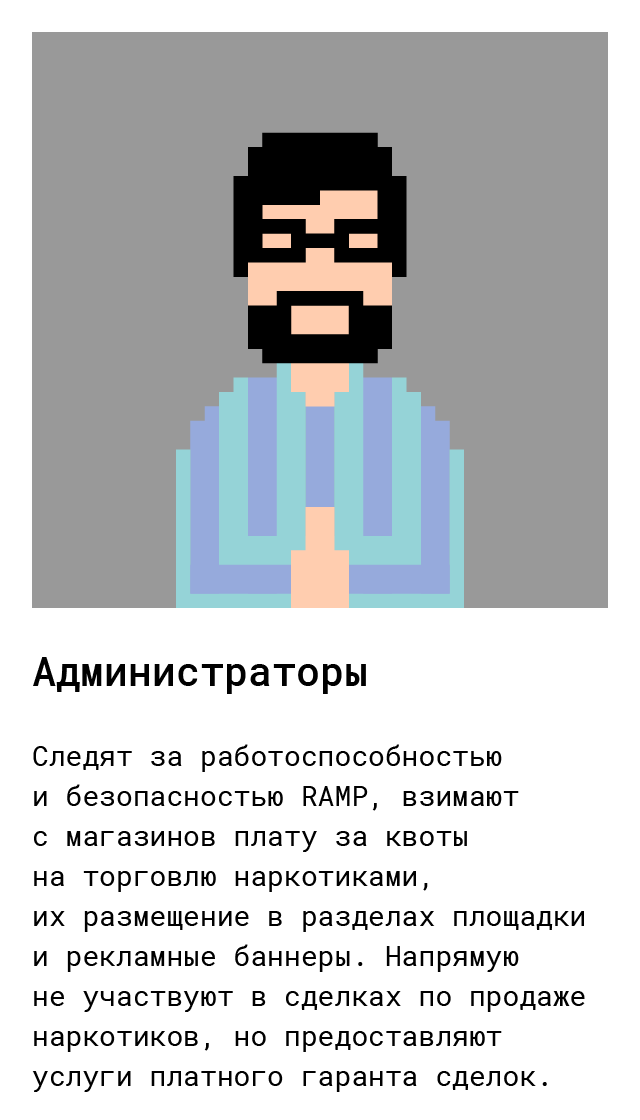 Администраторы
Следят за работоспособностью
и безопасностью RAMP, взимают
с магазинов плату за квоты
на торговлю наркотиками,
их размещение в разделах площадки
и рекламные баннеры. Напрямую
не участвуют в сделках по продаже
наркотиков, но предоставляют
услуги платного гаранта сделок.